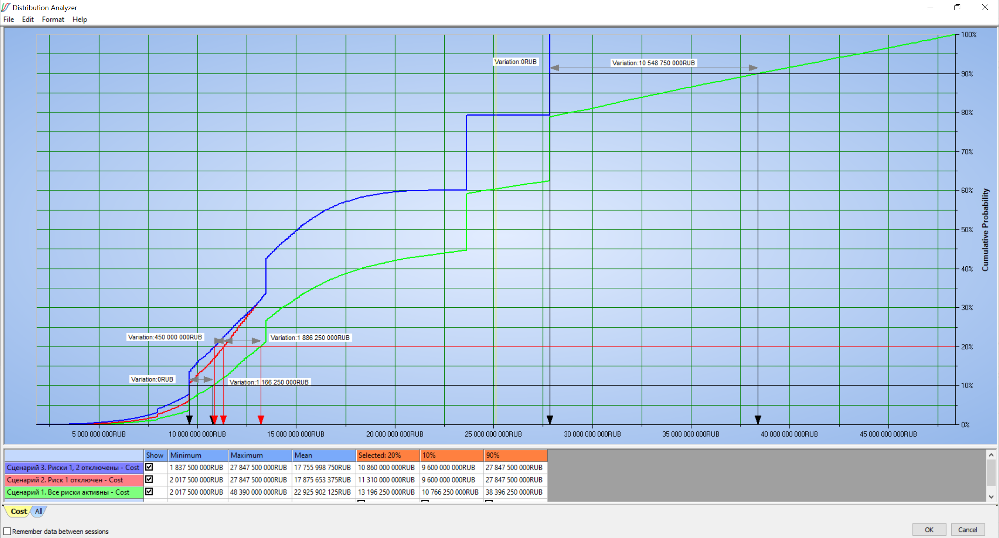 Distribution Analyzer
File Edit Format Help
100%
Variation:0RUB
Variation:10 548 750 000RUB
90%
80%
70%
60%
50%
40%
30%
Variation:450 000 000RUB
Variation:1 886 250 000RUB
20%
Variation:0RUB
Variation:1 166 250 000RUB
10%
0%
Cumulative Probability
5 000 000 000RUB 10 000 000 000RUB 15 000 000 000RUB 20 000 000 000RUB 25 000 000 000RUB 30 000 000 000RUB 35 000 000 000RUB 40 000 000 000RUB 45 000 000 000RUB
Show Minimum Maximum Mean Selected: 20% 10% 90%
Сценарий 3. Риски 1, 2 отключены - Cost 1 837 500 000RUB 27 847 500 000RUB 17 755 998 750RUB 10 860 000 000RUB 9 600 000 000RUB 27 847 500 000RUB
Сценарий 2. Риск 1 отключен - Cost 2 017 500 000RUB 27 847 500 000RUB 17 875 653 375RUB 11 310 000 000RUB 9 600 000 000RUB 27 847 500 000RUB
Сценарий 1. Все риски активны - Cost 2 017 500 000RUB 48 390 000 000RUB 22 925 902 125RUB 13 196 250 000RUB 10 766 250 000RUB 38 396 250 000RUB
Cost All
Remember data between sessions
OK Cancel